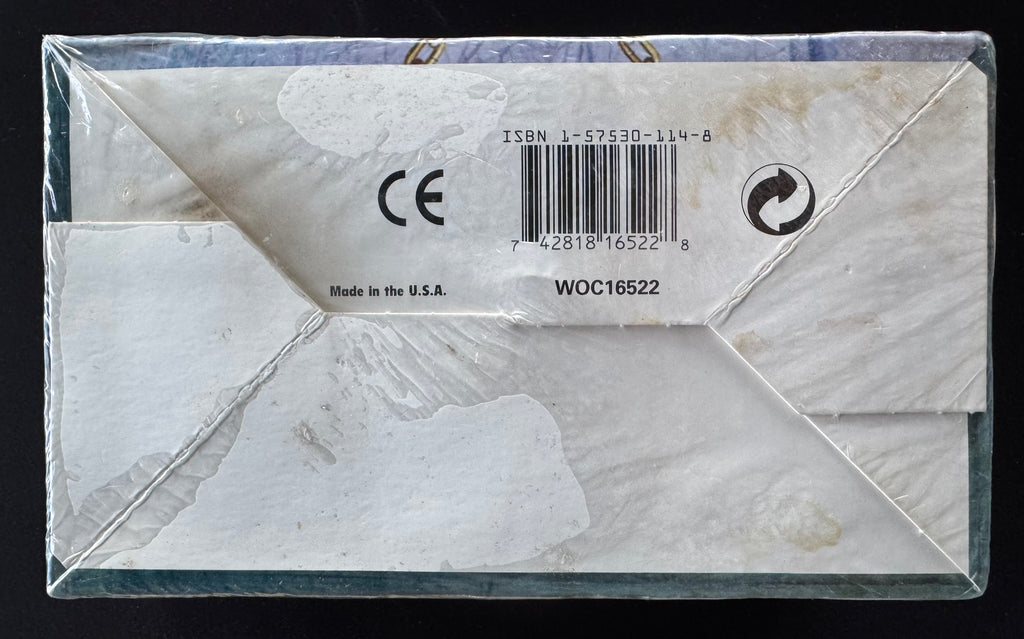 ISBN 1-57530-114-8
CE
7 42818 16522 8
Made in the U.S.A.
WOC16522